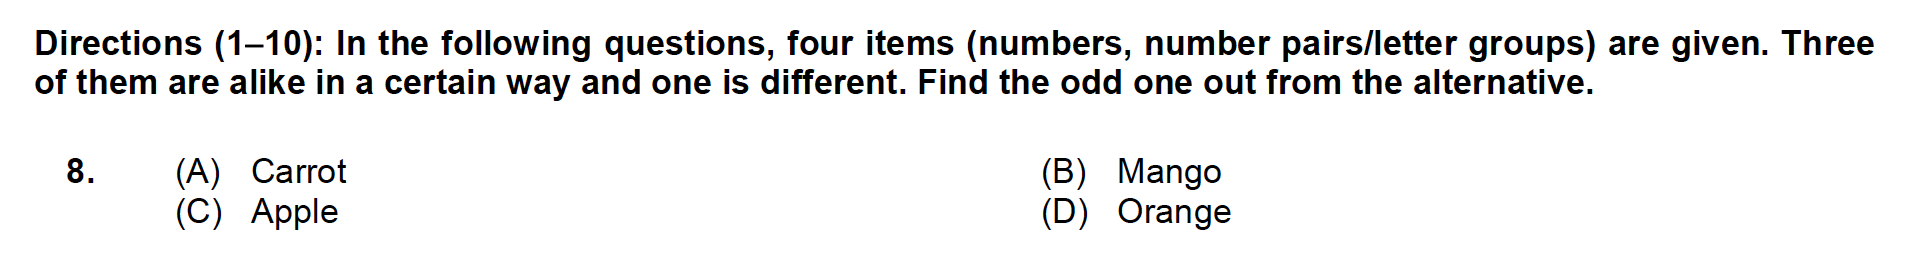 Directions (1–10): In the following questions, four items (numbers, number pairs/letter groups) are given. Three
of them are alike in a certain way and one is different. Find the odd one out from the alternative.
8. (A) Carrot (B) Mango
(C) Apple (D) Orange